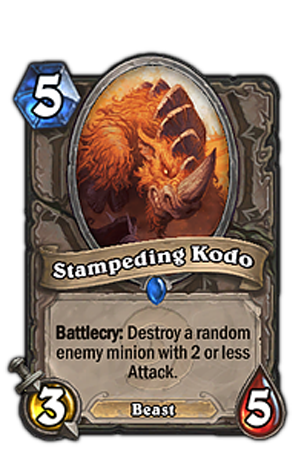 5
Stampeding Kodo
Battlecry: Destroy a random
enemy minion with 2 or less
Attack.
3
Beast
5